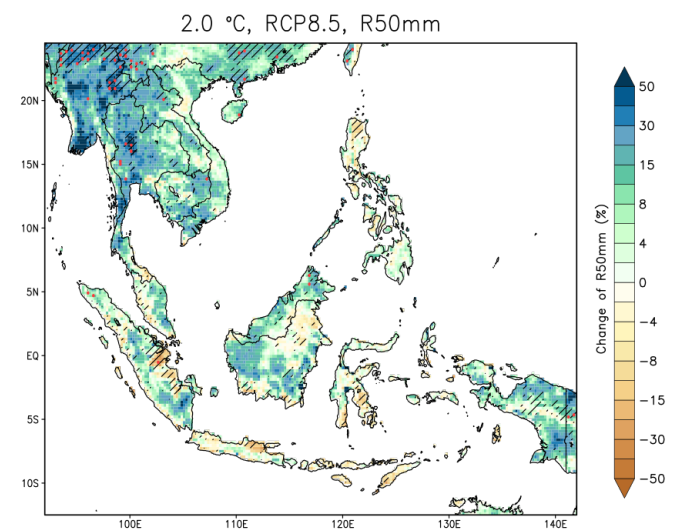 2.0 °C, RCP8.5, R50mm
20N
15N
10N
5N
EQ
5S
10S
100E
110E
120E
130E
140E
50
30
15
8
4
0
−4
−8
−15
−30
−50
Change of R50mm (%)